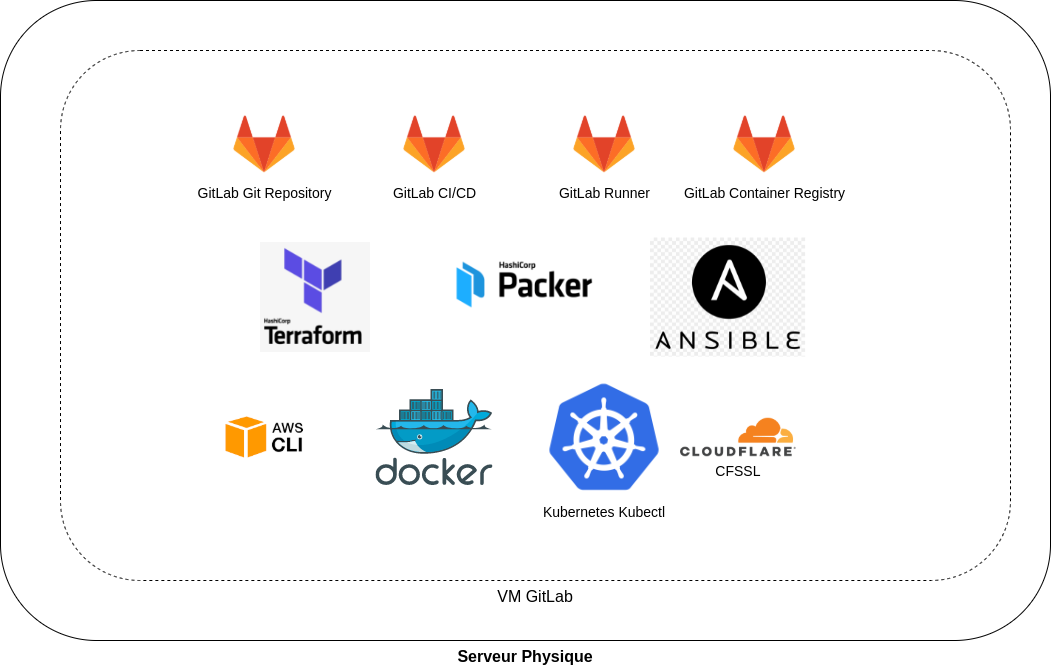 GitLab Git Repository
GitLab CI/CD
GitLab Runner
GitLab Container Registry
HashiCorp
Terraform
HashiCorp
Packer
ANSIBLE
AWS
CLI
docker
Kubernetes Kubectl
CLOUDFLARE
CFSSL
VM GitLab
Serveur Physique